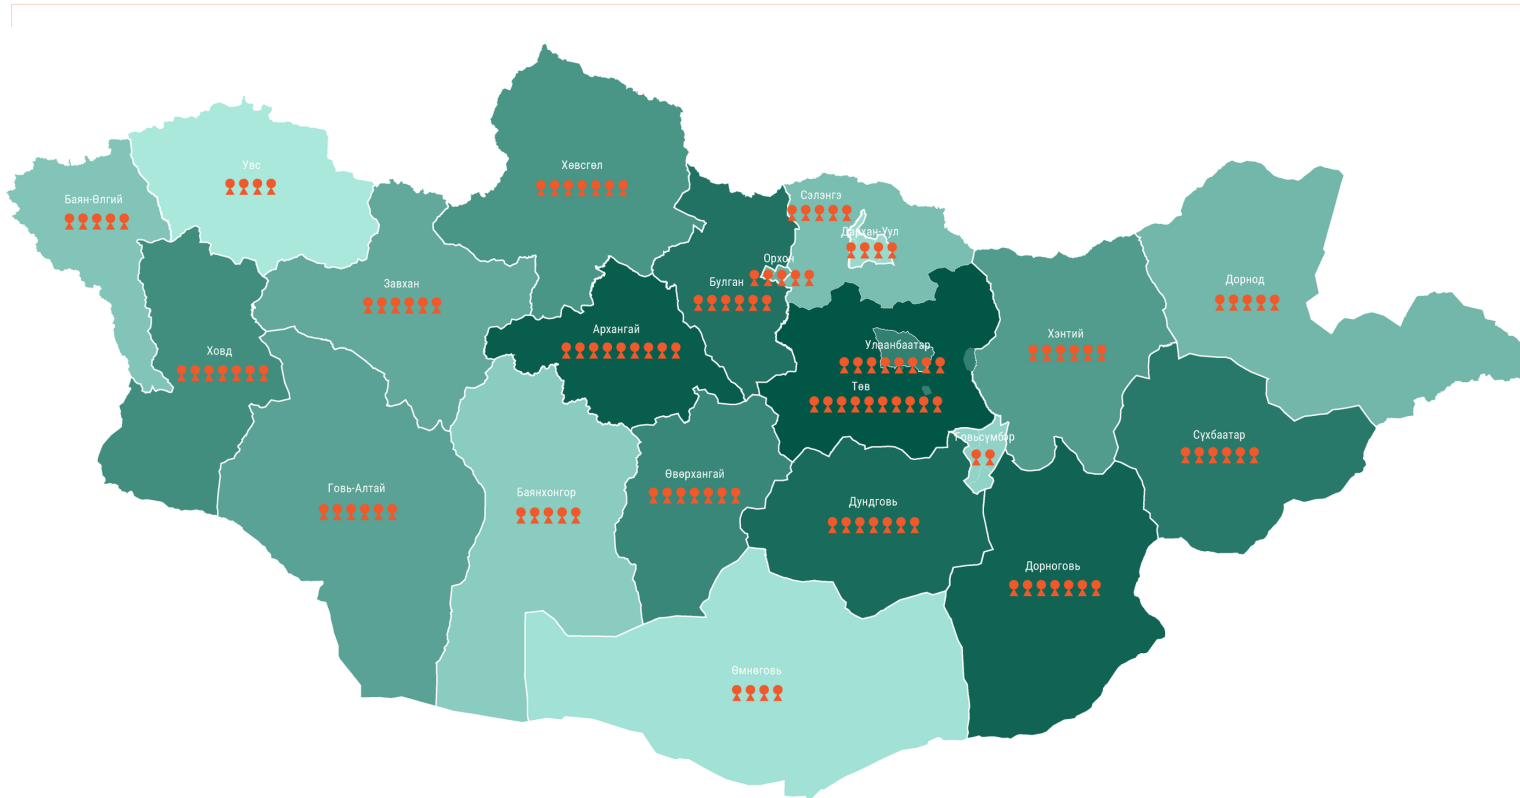 Увс
Хөвсгөл
Баян-Өлгий
Сэлэнгэ
Дархан-Уул
Орхон
Завхан
Булган
Дорнод
Архангай
Хэнтий
Улаанбаатар
Ховд
Төв
Говьсүмбэр
Сүхбаатар
Өвөрхангай
Говь-Алтай
Баянхонгор
Дундговь
Дорноговь
Өмнөговь